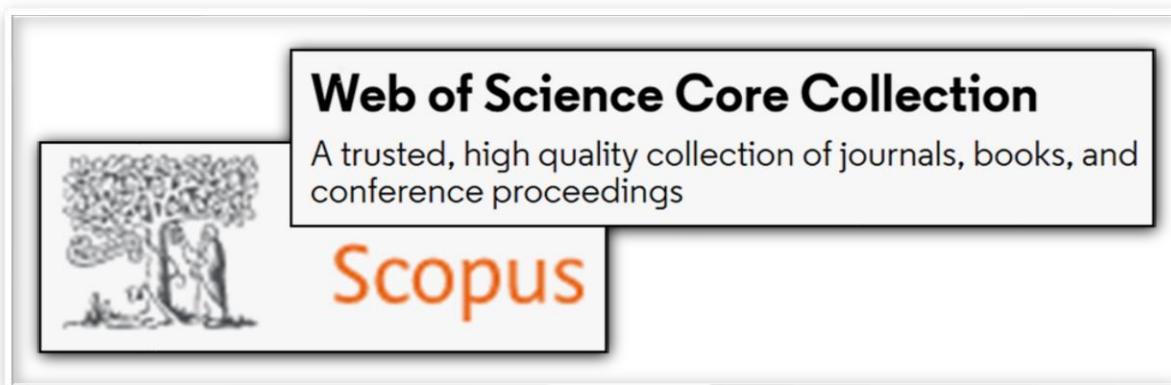 Web of Science Core Collection
A trusted, high quality collection of journals, books, and
conference proceedings
Scopus